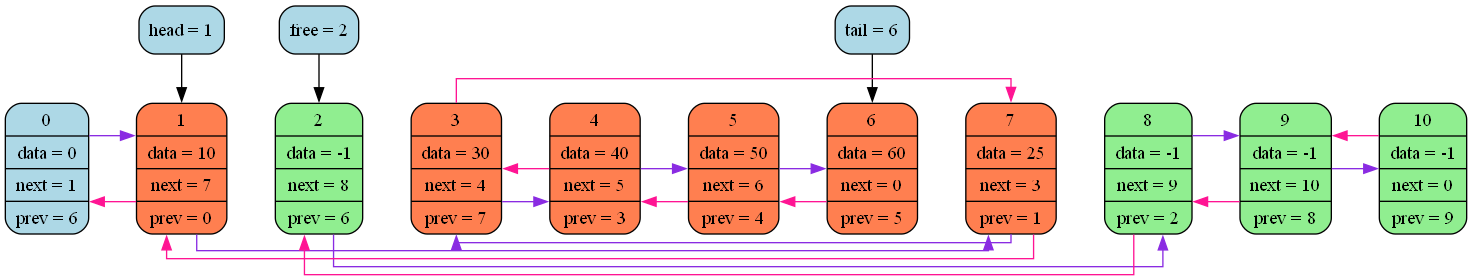 head = 1
free = 2
tail = 6
0
data = 0
next = 1
prev = 6
1
data = 10
next = 7
prev = 0
2
data = -1
next = 8
prev = 6
3
data = 30
next = 4
prev = 7
4
data = 40
next = 5
prev = 3
5
data = 50
next = 6
prev = 4
6
data = 60
next = 0
prev = 5
7
data = 25
next = 3
prev = 1
8
data = -1
next = 9
prev = 2
9
data = -1
next = 10
prev = 8
10
data = -1
next = 0
prev = 9